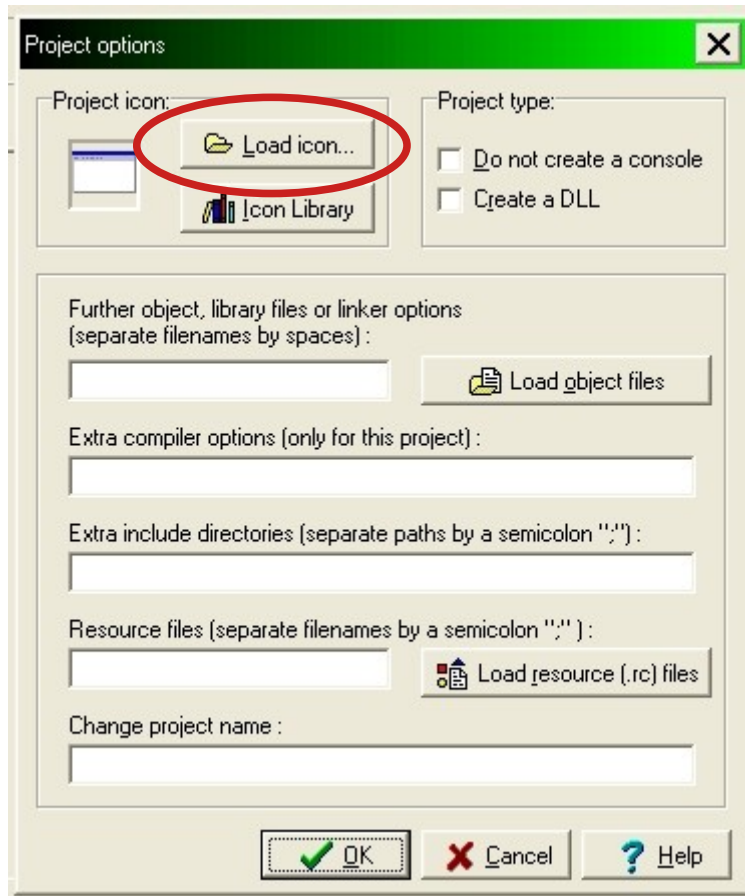 Project options
Project icon:
Load icon...
Icon Library
Project type:
Do not create a console
Create a DLL
Further object, library files or linker options
(separate filenames by spaces) :
Load object files
Extra compiler options (only for this project) :
Extra include directories (separate paths by a semicolon ";") :
Resource files (separate filenames by a semicolon ";" ) :
Load resource (.rc) files
Change project name :
OK
Cancel
Help